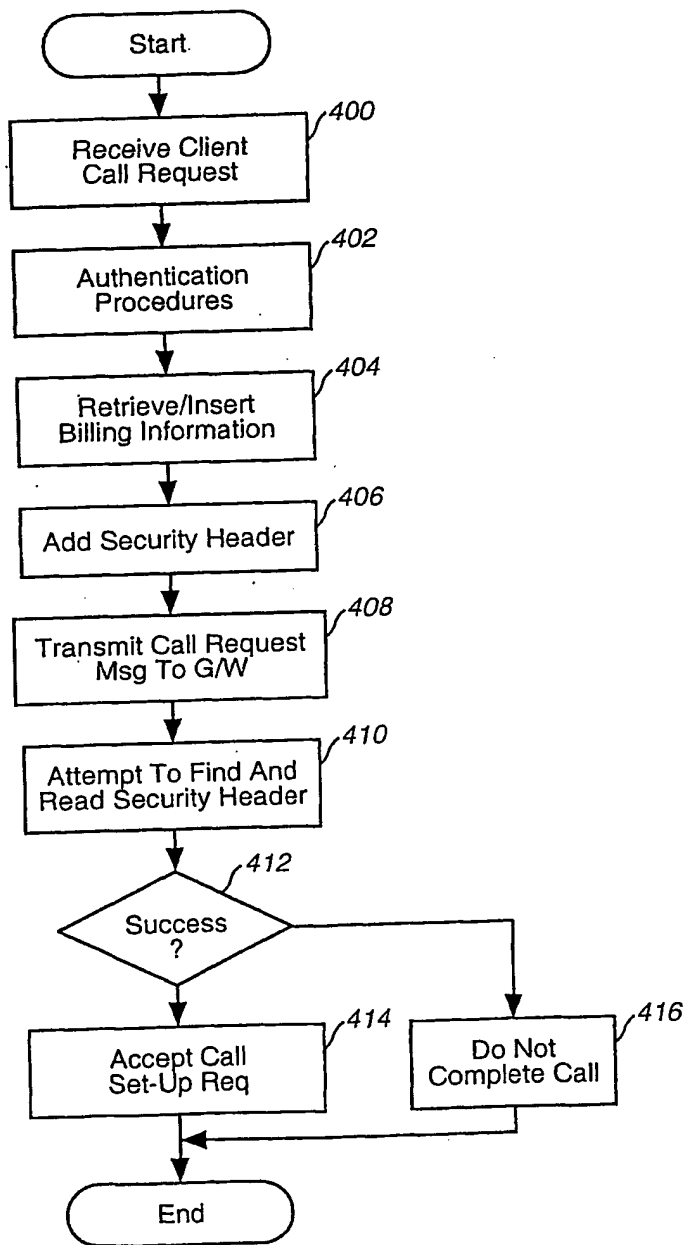 Start
400
Receive Client
Call Request
402
Authentication
Procedures
404
Retrieve/Insert
Billing Information
406
Add Security Header
408
Transmit Call Request
Msg To G/W
410
Attempt To Find And
Read Security Header
412
Success
?
414
Accept Call
Set-Up Req
416
Do Not
Complete Call
End